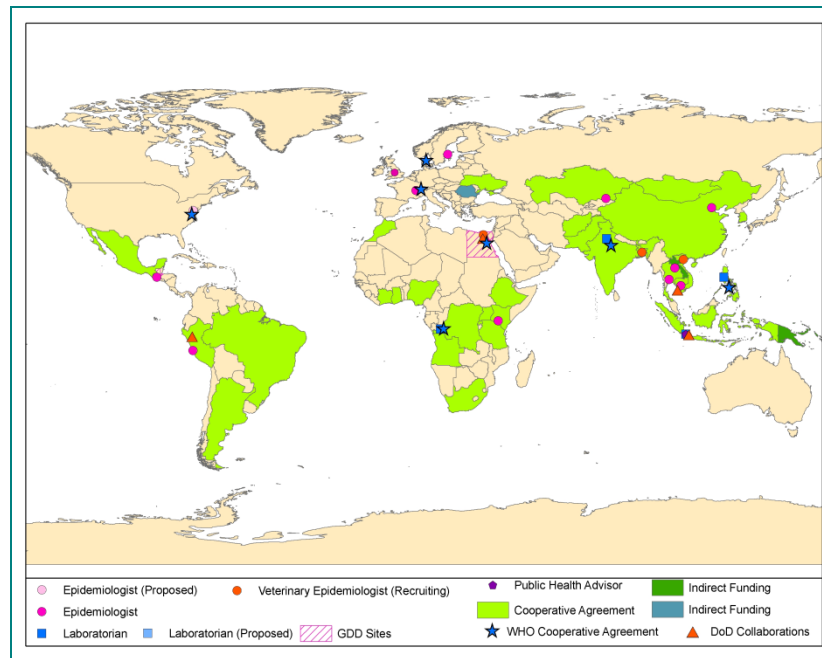 Epidemiologist (Proposed)
Veterinary Epidemiologist (Recruiting)
Public Health Advisor
Indirect Funding
Epidemiologist
Cooperative Agreement
Indirect Funding
Laboratorian
Laboratorian (Proposed)
GDD Sites
WHO Cooperative Agreement
DoD Collaborations